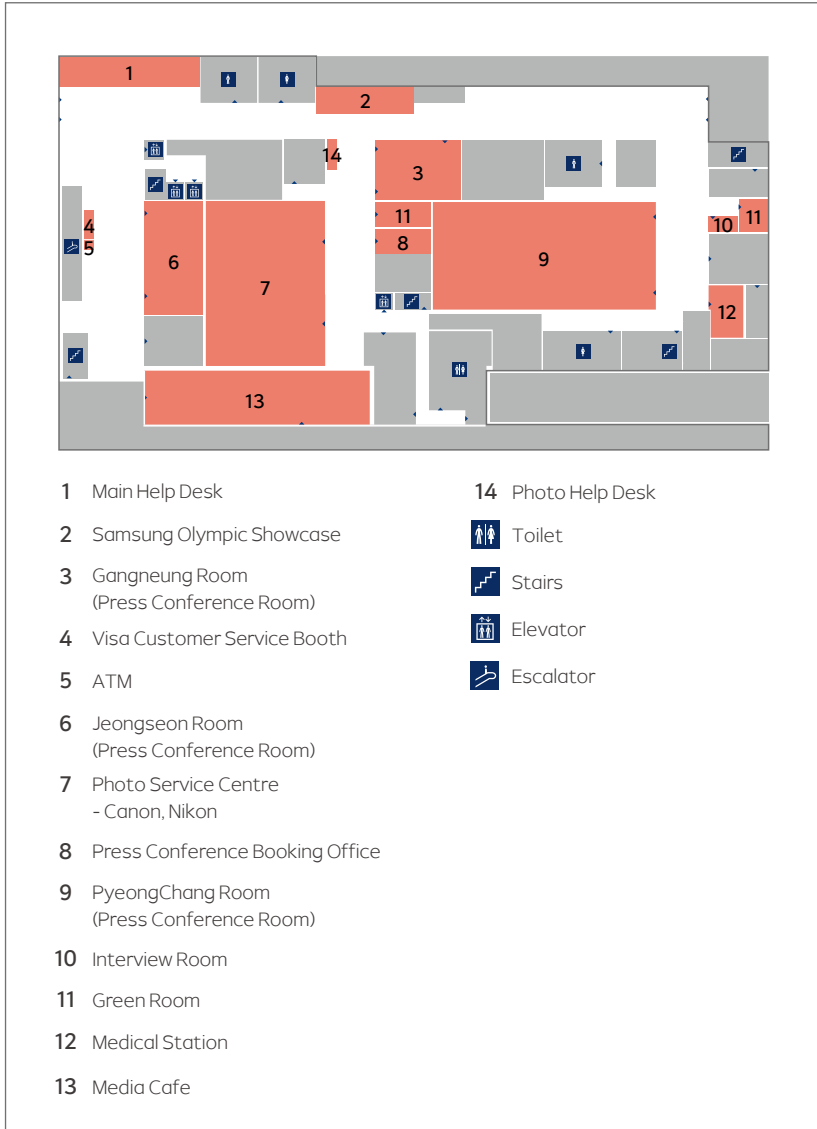 1
2
14
3
4
11
11
10
5
8
6
9
7
12
13
1 Main Help Desk
2 Samsung Olympic Showcase
3 Gangneung Room
(Press Conference Room)
4 Visa Customer Service Booth
5 ATM
6 Jeongseon Room
(Press Conference Room)
7 Photo Service Centre
- Canon, Nikon
8 Press Conference Booking Office
9 PyeongChang Room
(Press Conference Room)
10 Interview Room
11 Green Room
12 Medical Station
13 Media Cafe
14 Photo Help Desk
Toilet
Stairs
Elevator
Escalator